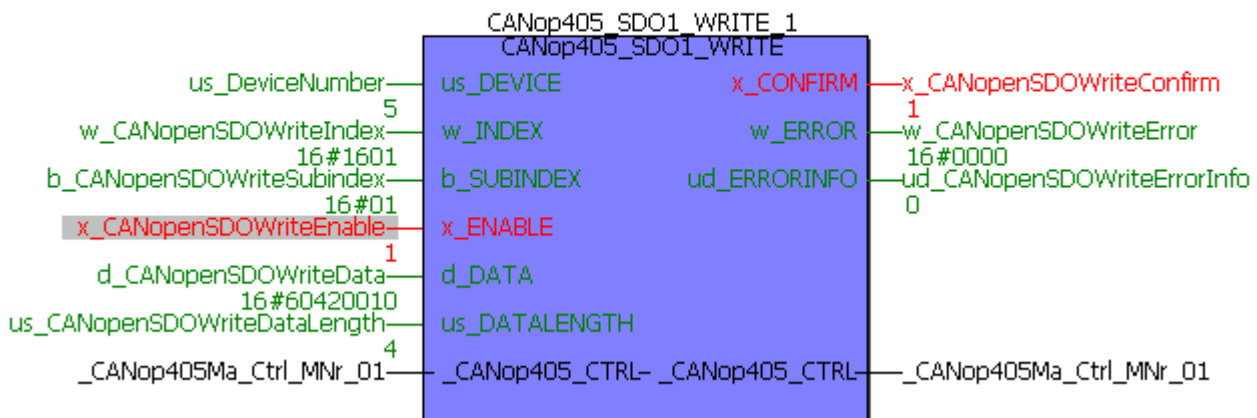 CANop405_SDO1_WRITE_1
CANop405_SDO1_WRITE
us_DeviceNumber us_DEVICE x_CONFIRM x_CANopenSDOWriteConfirm
5 1
w_CANopenSDOWriteIndex w_INDEX w_ERROR w_CANopenSDOWriteError
16#1601 16#0000
b_CANopenSDOWriteSubindex b_SUBINDEX ud_ERRORINFO ud_CANopenSDOWriteErrorInfo
16#01 0
x_CANopenSDOWriteEnable x_ENABLE
1
d_CANopenSDOWriteData d_DATA
16#60420010
us_CANopenSDOWriteDataLength us_DATALENGTH
4
_CANop405Ma_Ctrl_MNr_01 _CANop405_CTRL _CANop405_CTRL _CANop405Ma_Ctrl_MNr_01